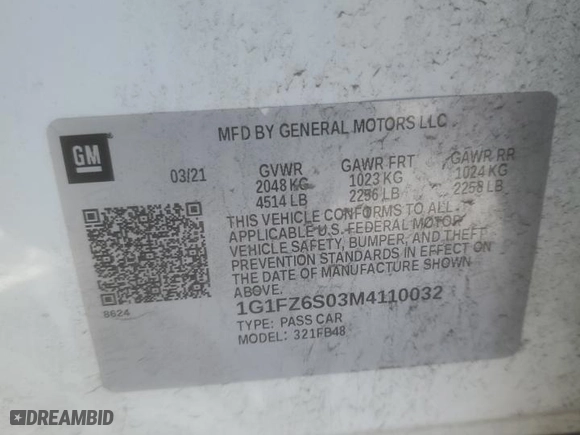 MFD BY GENERAL MOTORS LLC
GM
03/21
GVWR GAWR FRT GAWR RR
2048 KG 1023 KG 1024 KG
4514 LB 2256 LB 2258 LB
THIS VEHICLE CONFORMS TO ALL
APPLICABLE U.S. FEDERAL MOTOR
VEHICLE SAFETY, BUMPER, AND THEFT
PREVENTION STANDARDS IN EFFECT ON
THE DATE OF MANUFACTURE SHOWN
ABOVE.
1G1FZ6S03M4110032
8624
TYPE: PASS CAR
MODEL: 321FB48
DREAMBID